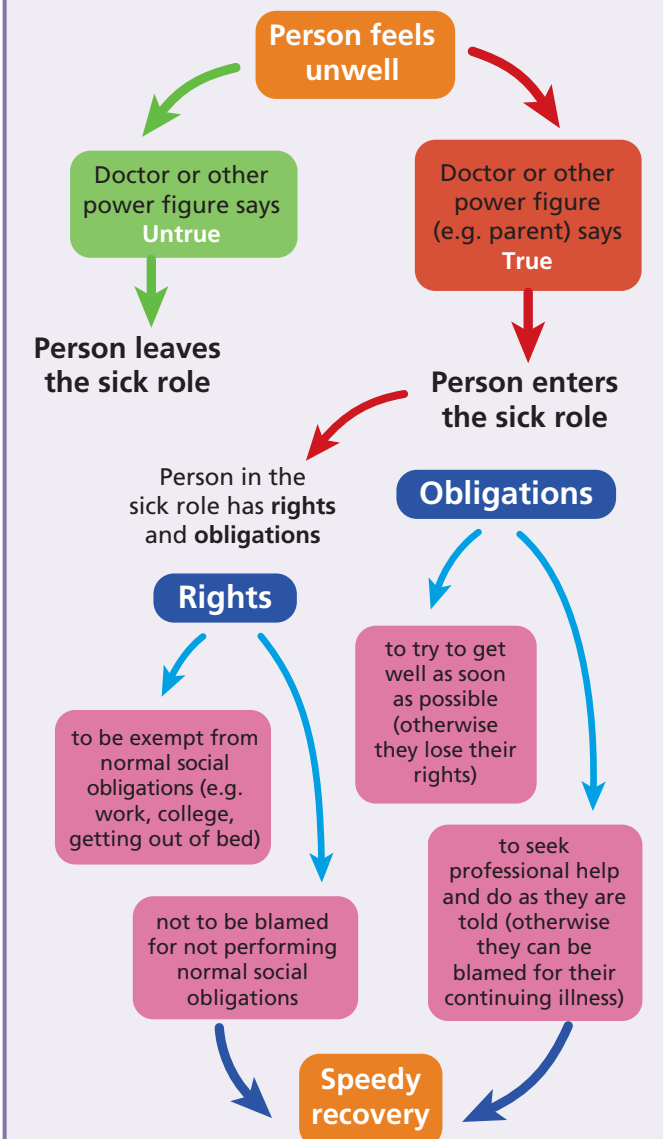 Person feels
unwell
Doctor or other
power figure says
Untrue
Doctor or other
power figure
(e.g. parent) says
True
Person leaves
the sick role
Person enters
the sick role
Person in the
sick role has rights
and obligations
Rights
to be exempt from
normal social
obligations (e.g.
work, college,
getting out of bed)
not to be blamed
for not performing
normal social
obligations
Obligations
to try to get
well as soon
as possible
(otherwise
they lose their
rights)
to seek
professional help
and do as they are
told (otherwise
they can be
blamed for their
continuing illness)
Speedy
recovery